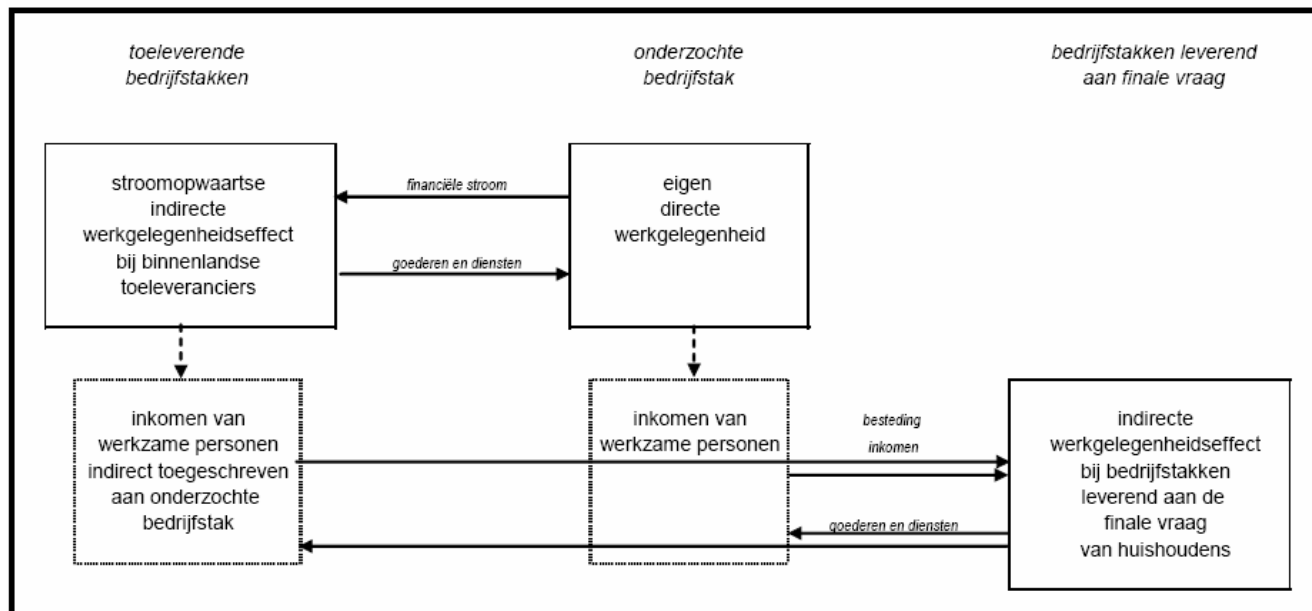 toeleverende
bedrijfstakken
onderzochte
bedrijfstak
bedrijfstakken leverend
aan finale vraag
stroomopwaartse
indirecte
werkgelegenheidseffect
bij binnenlandse
toeleveranciers
financiële stroom
goederen en diensten
eigen
directe
werkgelegenheid
inkomen van
werkzame personen
indirect toegeschreven
aan onderzochte
bedrijfstak
inkomen van
werkzame personen
besteding
inkomen
goederen en diensten
indirecte
werkgelegenheidseffect
bij bedrijfstakken
leverend aan de
finale vraag
van huishoudens